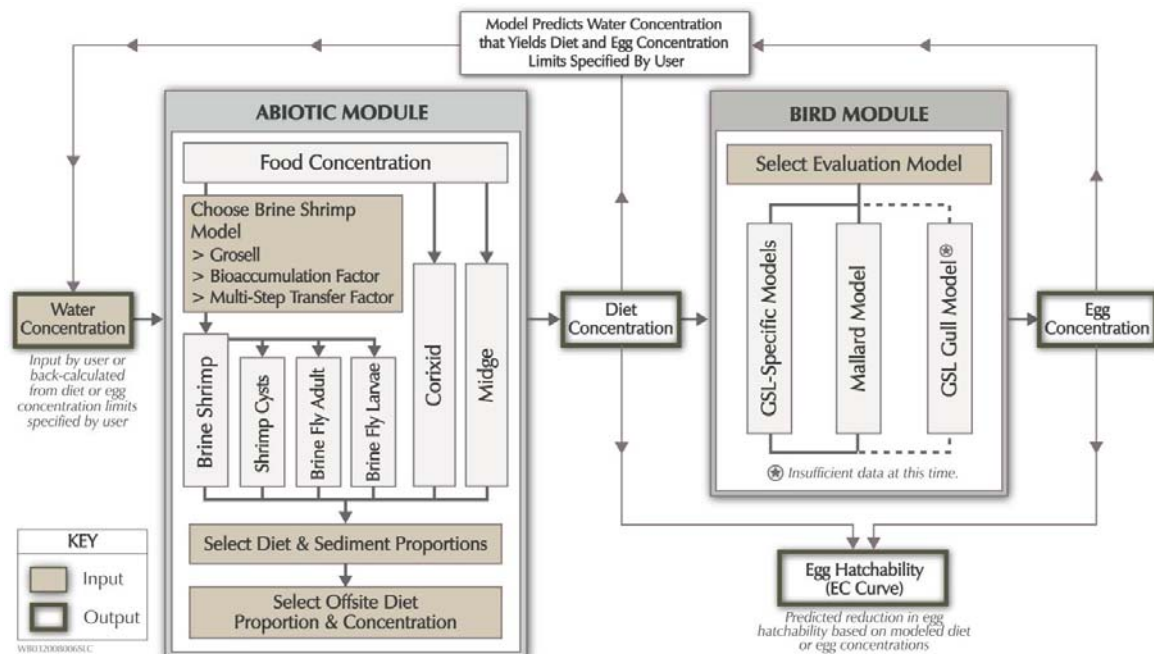 Model Predicts Water Concentration
that Yields Diet and Egg Concentration
Limits Specified By User
ABIOTIC MODULE
Food Concentration
Choose Brine Shrimp
Model
> Grosell
> Bioaccumulation Factor
> Multi-Step Transfer Factor
Brine Shrimp
Shrimp Cysts
Brine Fly Adult
Brine Fly Larvae
Corixid
Midge
Select Diet & Sediment Proportions
Select Offsite Diet
Proportion & Concentration
BIRD MODULE
Select Evaluation Model
GSL-Specific Models
Mallard Model
GSL Gull Model⍟
⍟ Insufficient data at this time.
Water
Concentration
Input by user or
back-calculated
from diet or egg
concentration limits
specified by user
Diet
Concentration
Egg
Concentration
Egg Hatchability
(EC Curve)
Predicted reduction in egg
hatchability based on modeled diet
or egg concentrations
KEY
Input
Output
WB032008006SLC